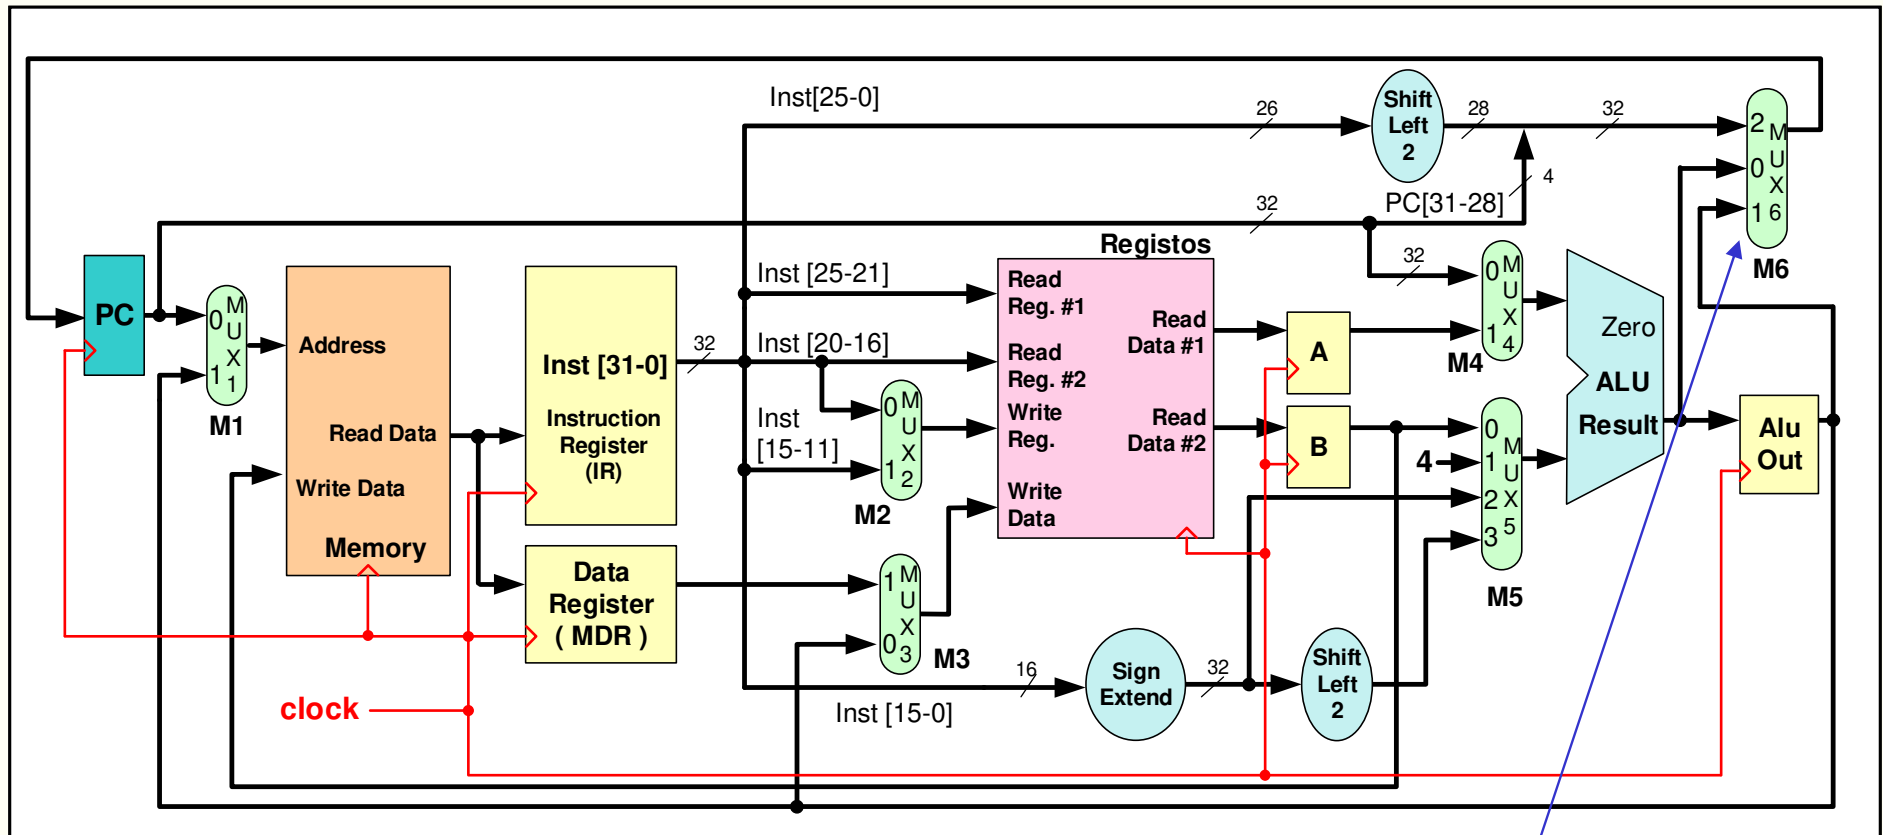 Inst[25-0]
26
Shift
Left
2
28
32
2
0
1
M
U
X
6
M6
4
PC[31-28]
32
32
PC
0
1
M
U
X
1
M1
Address
Read Data
Write Data
Memory
Inst [31-0]
Instruction
Register
(IR)
32
Data
Register
( MDR )
Inst [25-21]
Inst [20-16]
Inst
[15-11]
0
1
M
U
X
2
M2
1
0
M
U
X
3
M3
Registos
Read
Reg. #1
Read
Reg. #2
Write
Reg.
Write
Data
Read
Data #1
Read
Data #2
A
B
0
1
M
U
X
4
M4
4
0
1
2
3
M
U
X
5
M5
Zero
ALU
Result
Alu
Out
16
Inst [15-0]
Sign
Extend
32
Shift
Left
2
clock